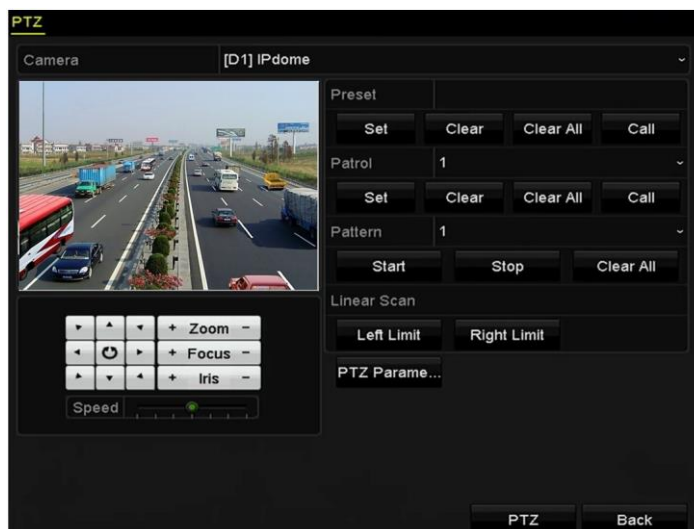 PTZ
Camera [D1] IPdome
Preset
Set Clear Clear All Call
Patrol 1
Set Clear Clear All Call
Pattern 1
Start Stop Clear All
Linear Scan
Left Limit Right Limit
PTZ Parame...
+ Zoom −
+ Focus −
+ Iris −
Speed
PTZ Back